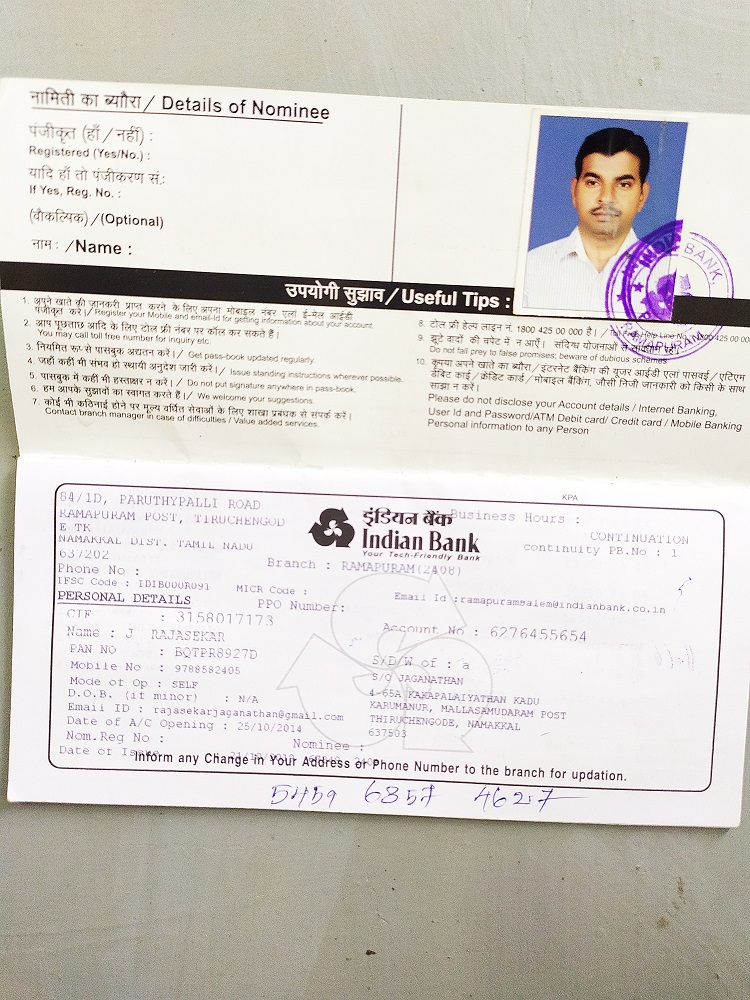 नामिती का ब्यौरा / Details of Nominee
पंजीकृत (हाँ / नहीं) :
Registered (Yes/No.) :
यादि हाँ तो पंजीकरण सं.:
If Yes, Reg. No. :
(वैकल्पिक) / (Optional)
नाम : / Name :
INDIAN BANK
RAMAPURAM
उपयोगी सुझाव / Useful Tips :
1. अपने खाते की जानकरी प्राप्त करने के लिए अपना मोबाइल नंबर एलां ई-मेल आईडी
पंजीकृत करें। / Register your Mobile and email-Id for getting information about your account.
2. आप पूछताछ आदि के लिए टोल फ्री नंबर पर कॉल कर सकते हैं।
You may call toll free number for inquiry etc.
3. नियमित रूप से पासबुक अद्यतन करें। / Get pass-book updated regularly.
4. जहाँ कहीं भी संभव हो स्थायी अनुदेश जारी करें। / Issue standing instructions wherever possible.
5. पासबुक में कहीं भी हस्ताक्षर न करें। / Do not put signature anywhere in pass-book.
6. हम आपके सुझावों का स्वागत करते हैं। / We welcome your suggestions.
7. कोई भी कठिनाई होने पर मूल्य वर्धित सेवाओं के लिए शाखा प्रबंधक से संपर्क करें।
Contact branch manager in case of difficulties / Value added services.
8. टोल फ्री हेल्प लाइन नं. 1800 425 00 000 है। / Toll Free Help Line No. 1800 425 00 00
9. झूटे वादों की चपेट में न आएँ। संदिग्ध योजनाओं से सावधान रहें।
Do not fall prey to false promises; beware of dubious schemes
10. कृपया अपने खाते का ब्यौरा / इंटरनेट बैंकिंग की यूजर आईडी एलां पासवर्ड / एटिएम
डेबिट कार्ड / क्रेडिट कार्ड / मोबाइल बैंकिंग, जौसी निजी जानकारी को किसी के साथ
साझा न करें।
Please do not disclose your Account details / Internet Banking,
User Id and Password/ATM Debit card/ Credit card / Mobile Banking
Personal information to any Person
KPA
84/1D, PARUTHYPALLI ROAD
RAMAPURAM POST, TIRUCHENGOD
E TK
NAMAKKAL DIST. TAMIL NADU
637202
इंडियन बैंक
Indian Bank
Your Tech-Friendly Bank
Business Hours :
CONTINUATION
continuity PB.No : 1
Phone No :
Branch : RAMAPURAM(2408)
IFSC Code : IDIB000R091
MICR Code :
Email Id :ramapuramsalem@indianbank.co.in
PERSONAL DETAILS
PPO Number:
CIF : 3158017173
Account No : 6276455654
Name : J RAJASEKAR
PAN NO : BQTPR8927D
S/D/W of : a
Mobile No : 9788582405
S/O JAGANATHAN
Mode of Op : SELF
4-65A KAKAPALAIYATHAN KADU
D.O.B. (if minor) : N/A
KARUMANUR, MALLASAMUDARAM POST
Email ID : rajasekarjaganathan@gmail.com
THIRUCHENGODE, NAMAKKAL
Date of A/C Opening : 25/10/2014
637503
Nom.Reg No :
Nominee :
Date of Issue
Inform any Change in Your Address or Phone Number to the branch for updation.
5459 6357 4627